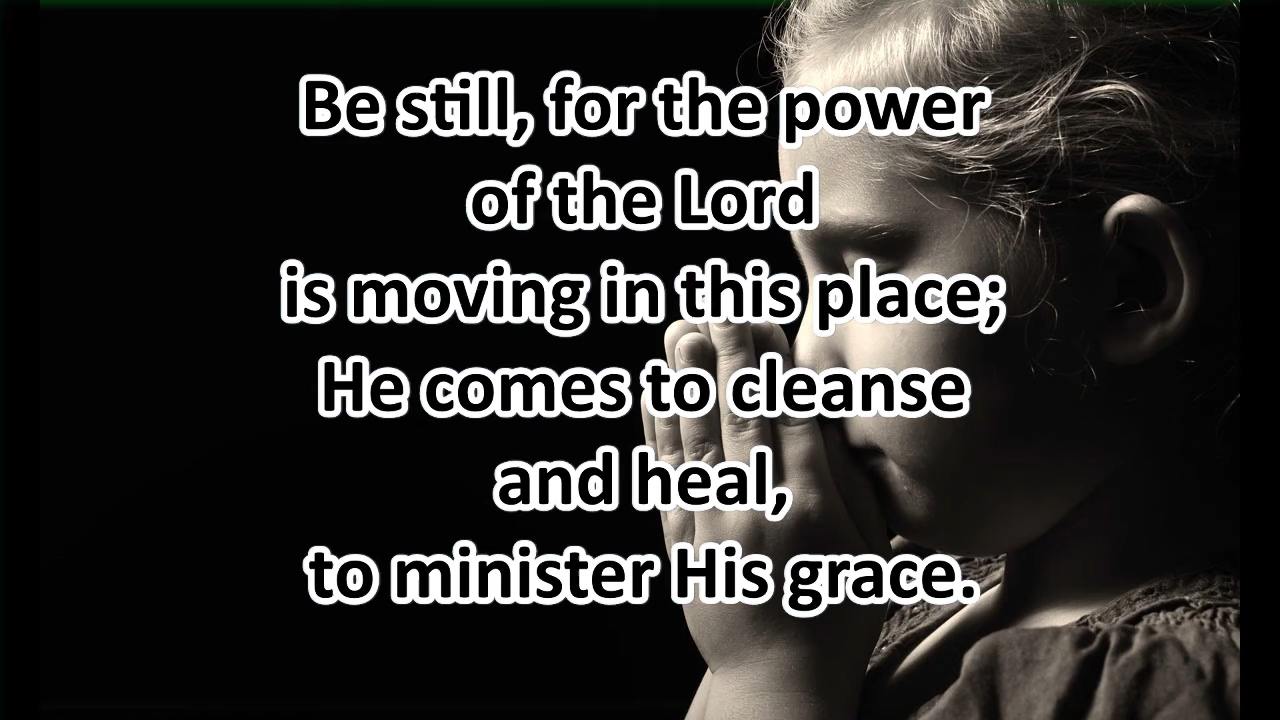 Be still, for the power
of the Lord
is moving in this place;
He comes to cleanse
and heal,
to minister His grace.